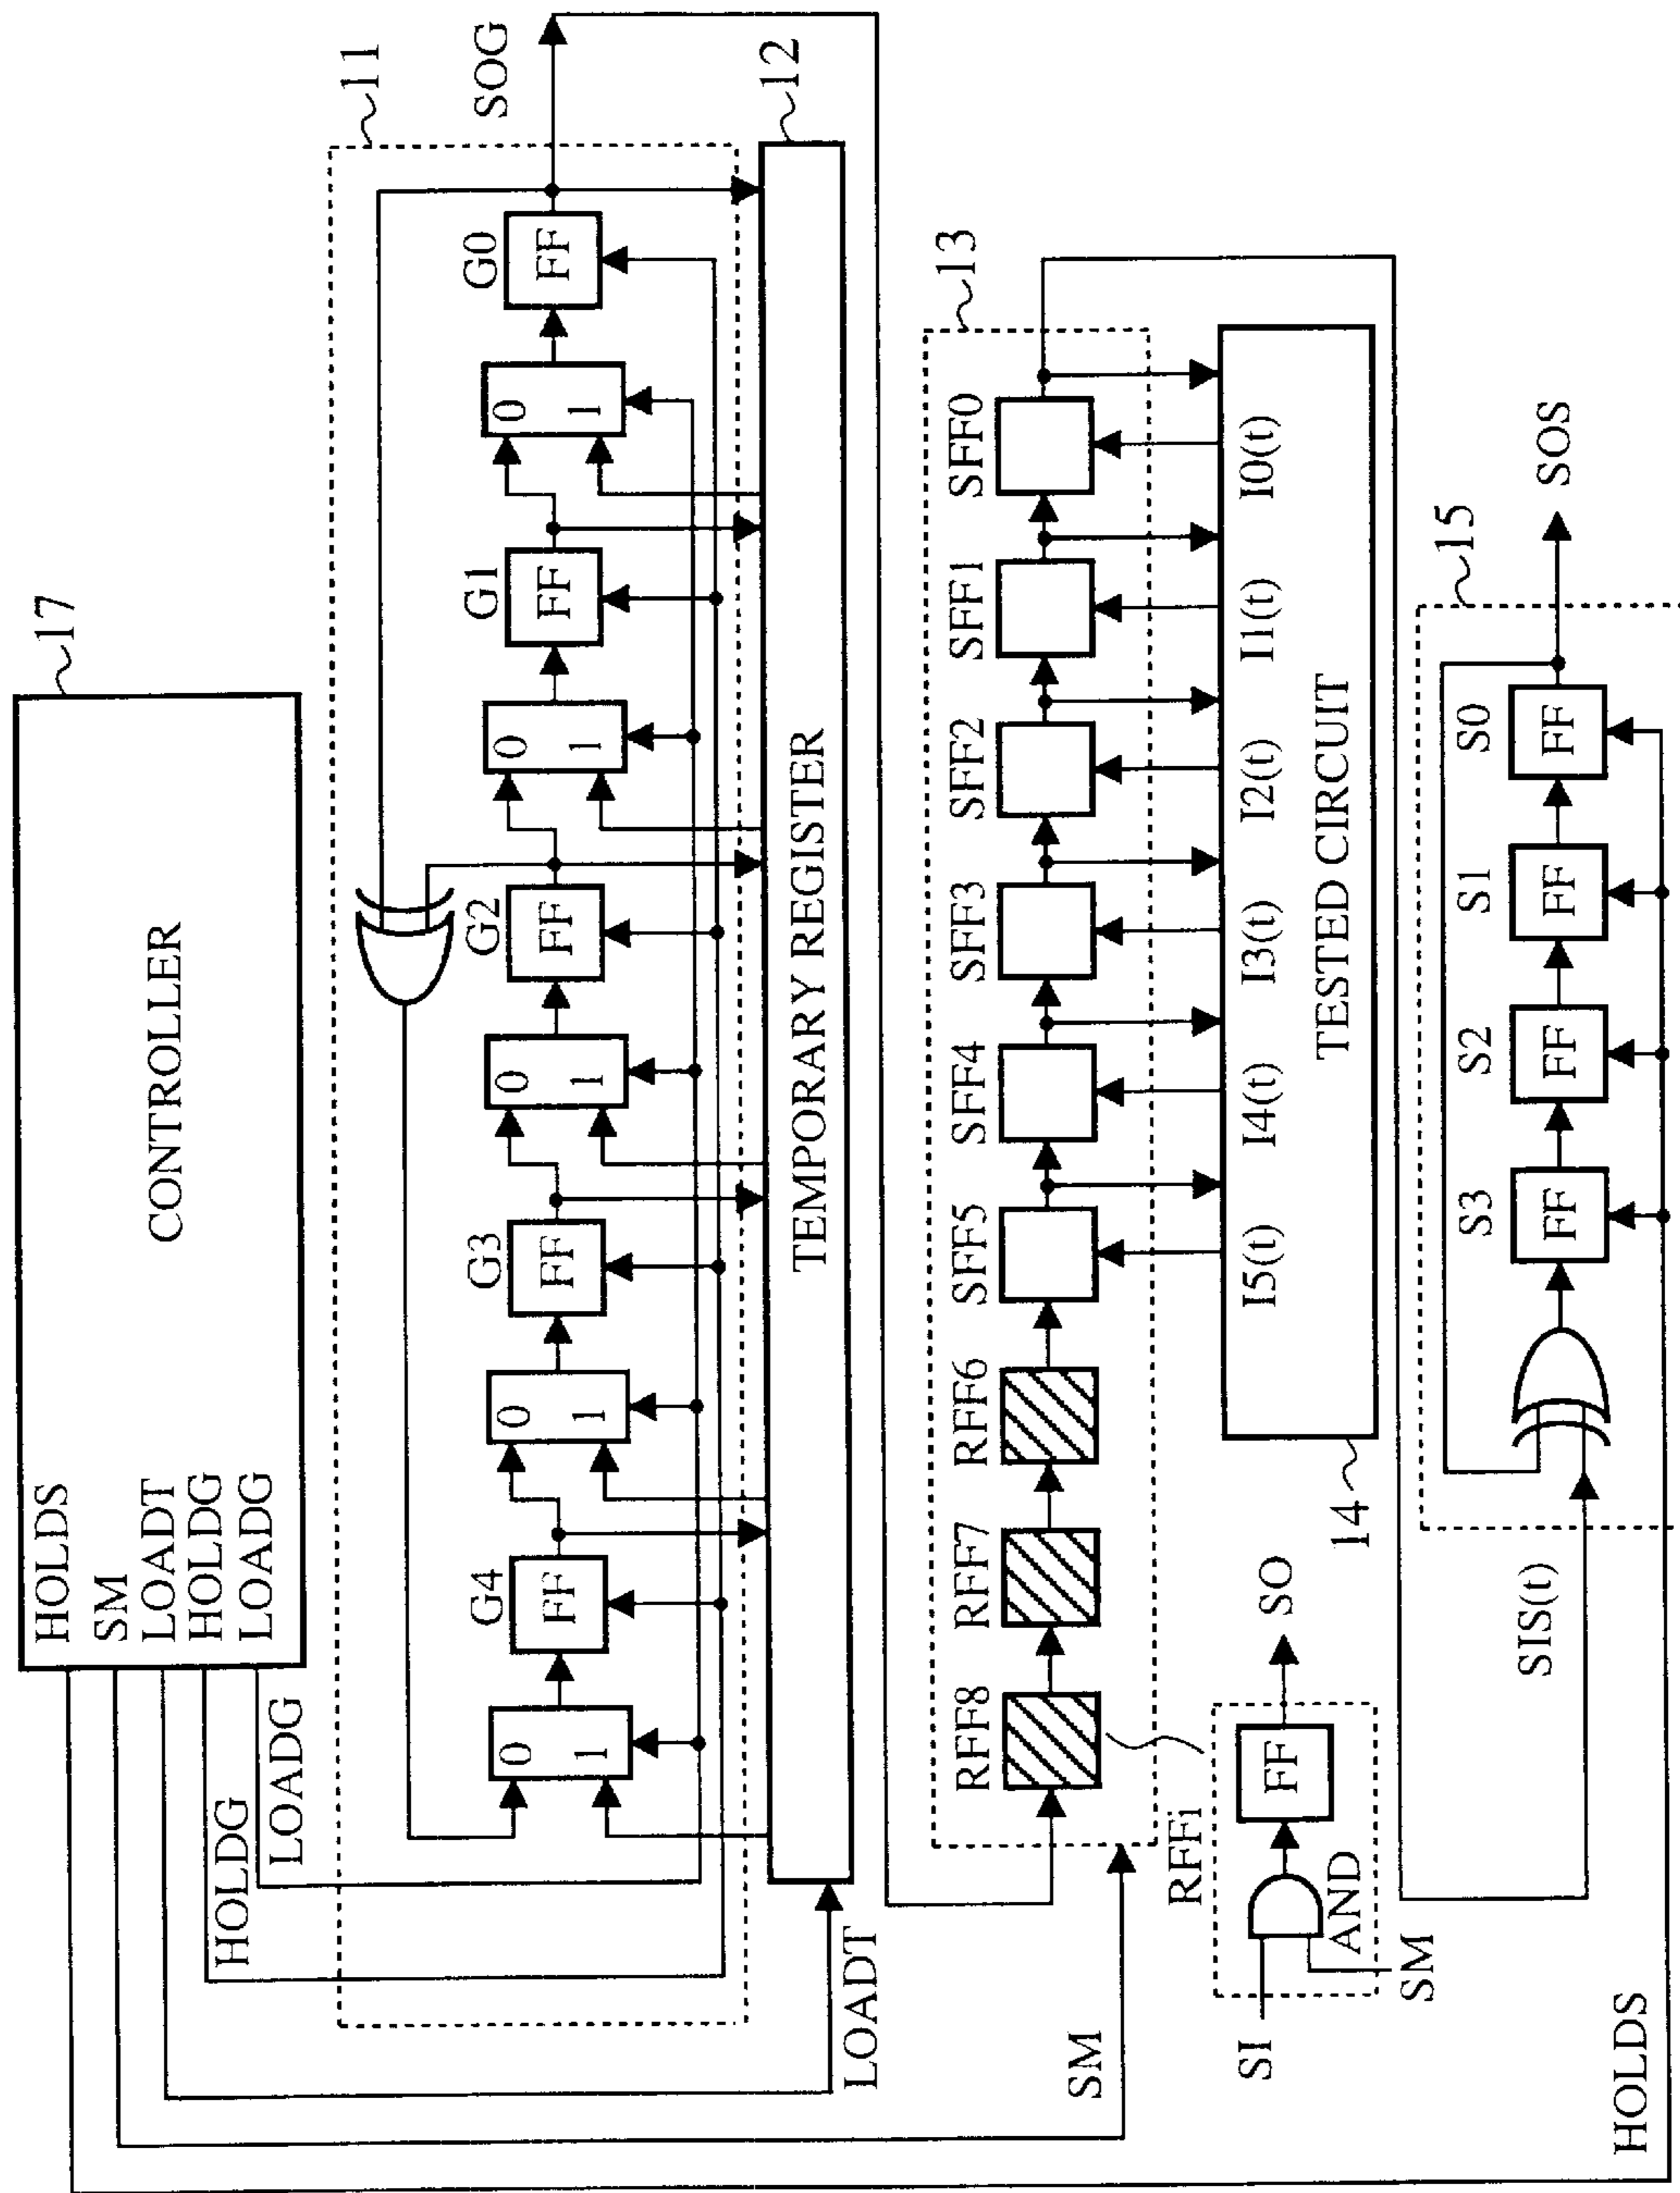 CONTROLLER
17
HOLDS
SM
LOADT
HOLDG
LOADG
HOLDG
LOADG
11
SOG
G4
G3
G2
G1
G0
0
1
FF
0
1
FF
0
1
FF
0
1
FF
0
1
FF
TEMPORARY REGISTER
12
LOADT
SM
13
RFF8
RFF7
RFF6
SFF5
SFF4
SFF3
SFF2
SFF1
SFF0
I5(t)
I4(t)
I3(t)
I2(t)
I1(t)
I0(t)
TESTED CIRCUIT
14
RFFi
SI
AND
FF
SO
SM
SIS(t)
15
S3
S2
S1
S0
FF
FF
FF
FF
SOS
HOLDS